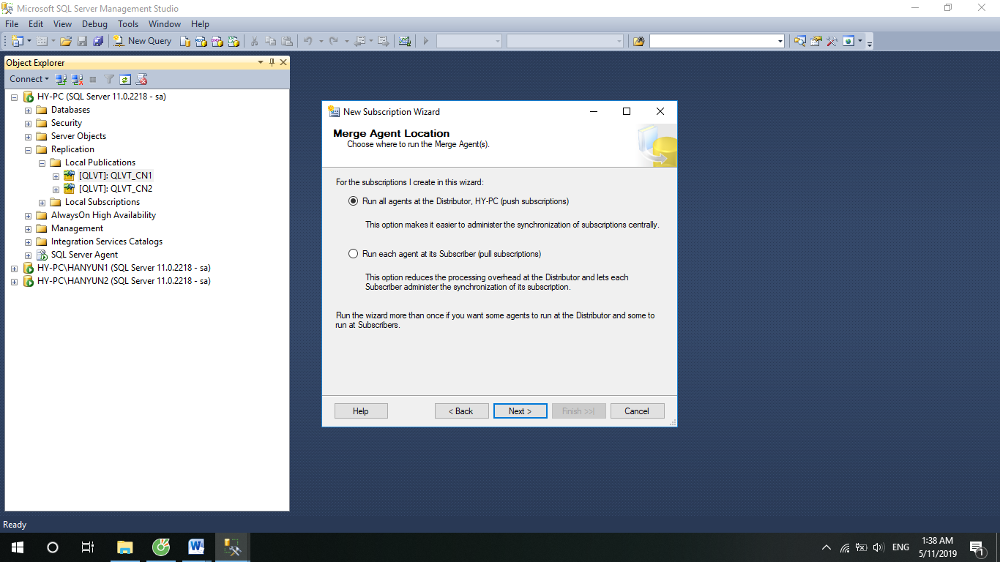 Microsoft SQL Server Management Studio
File Edit View Debug Tools Window Help
New Query
Object Explorer
Connect
HY-PC (SQL Server 11.0.2218 - sa)
Databases
Security
Server Objects
Replication
Local Publications
[QLVT]: QLVT_CN1
[QLVT]: QLVT_CN2
Local Subscriptions
AlwaysOn High Availability
Management
Integration Services Catalogs
SQL Server Agent
HY-PC\HANYUN1 (SQL Server 11.0.2218 - sa)
HY-PC\HANYUN2 (SQL Server 11.0.2218 - sa)
New Subscription Wizard
Merge Agent Location
Choose where to run the Merge Agent(s).
For the subscriptions I create in this wizard:
Run all agents at the Distributor, HY-PC (push subscriptions)
This option makes it easier to administer the synchronization of subscriptions centrally.
Run each agent at its Subscriber (pull subscriptions)
This option reduces the processing overhead at the Distributor and lets each
Subscriber administer the synchronization of its subscription.
Run the wizard more than once if you want some agents to run at the Distributor and some to
run at Subscribers.
Help < Back Next > Finish >>| Cancel
Ready
ENG
1:38 AM
5/11/2019
1